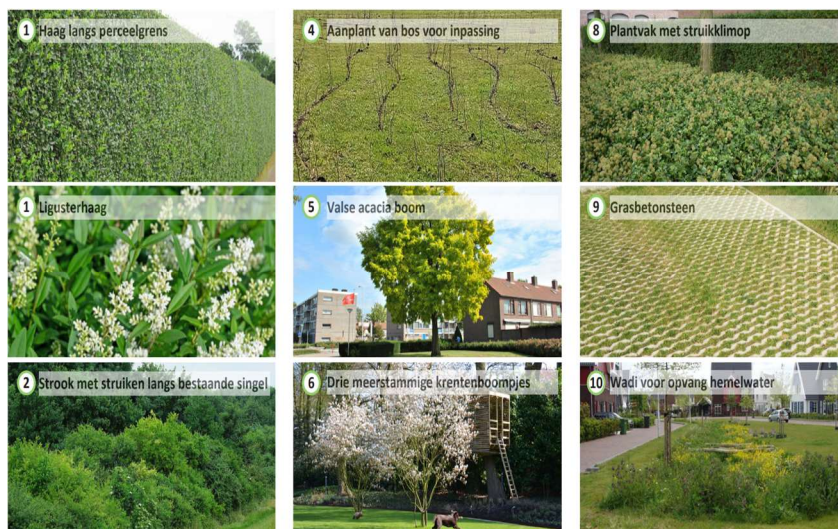 1 Haag langs perceelgrens
4 Aanplant van bos voor inpassing
8 Plantvak met struikklimop
1 Ligusterhaag
5 Valse acacia boom
9 Grasbetonsteen
2 Strook met struiken langs bestaande singel
6 Drie meerstammige krentenboompjes
10 Wadi voor opvang hemelwater